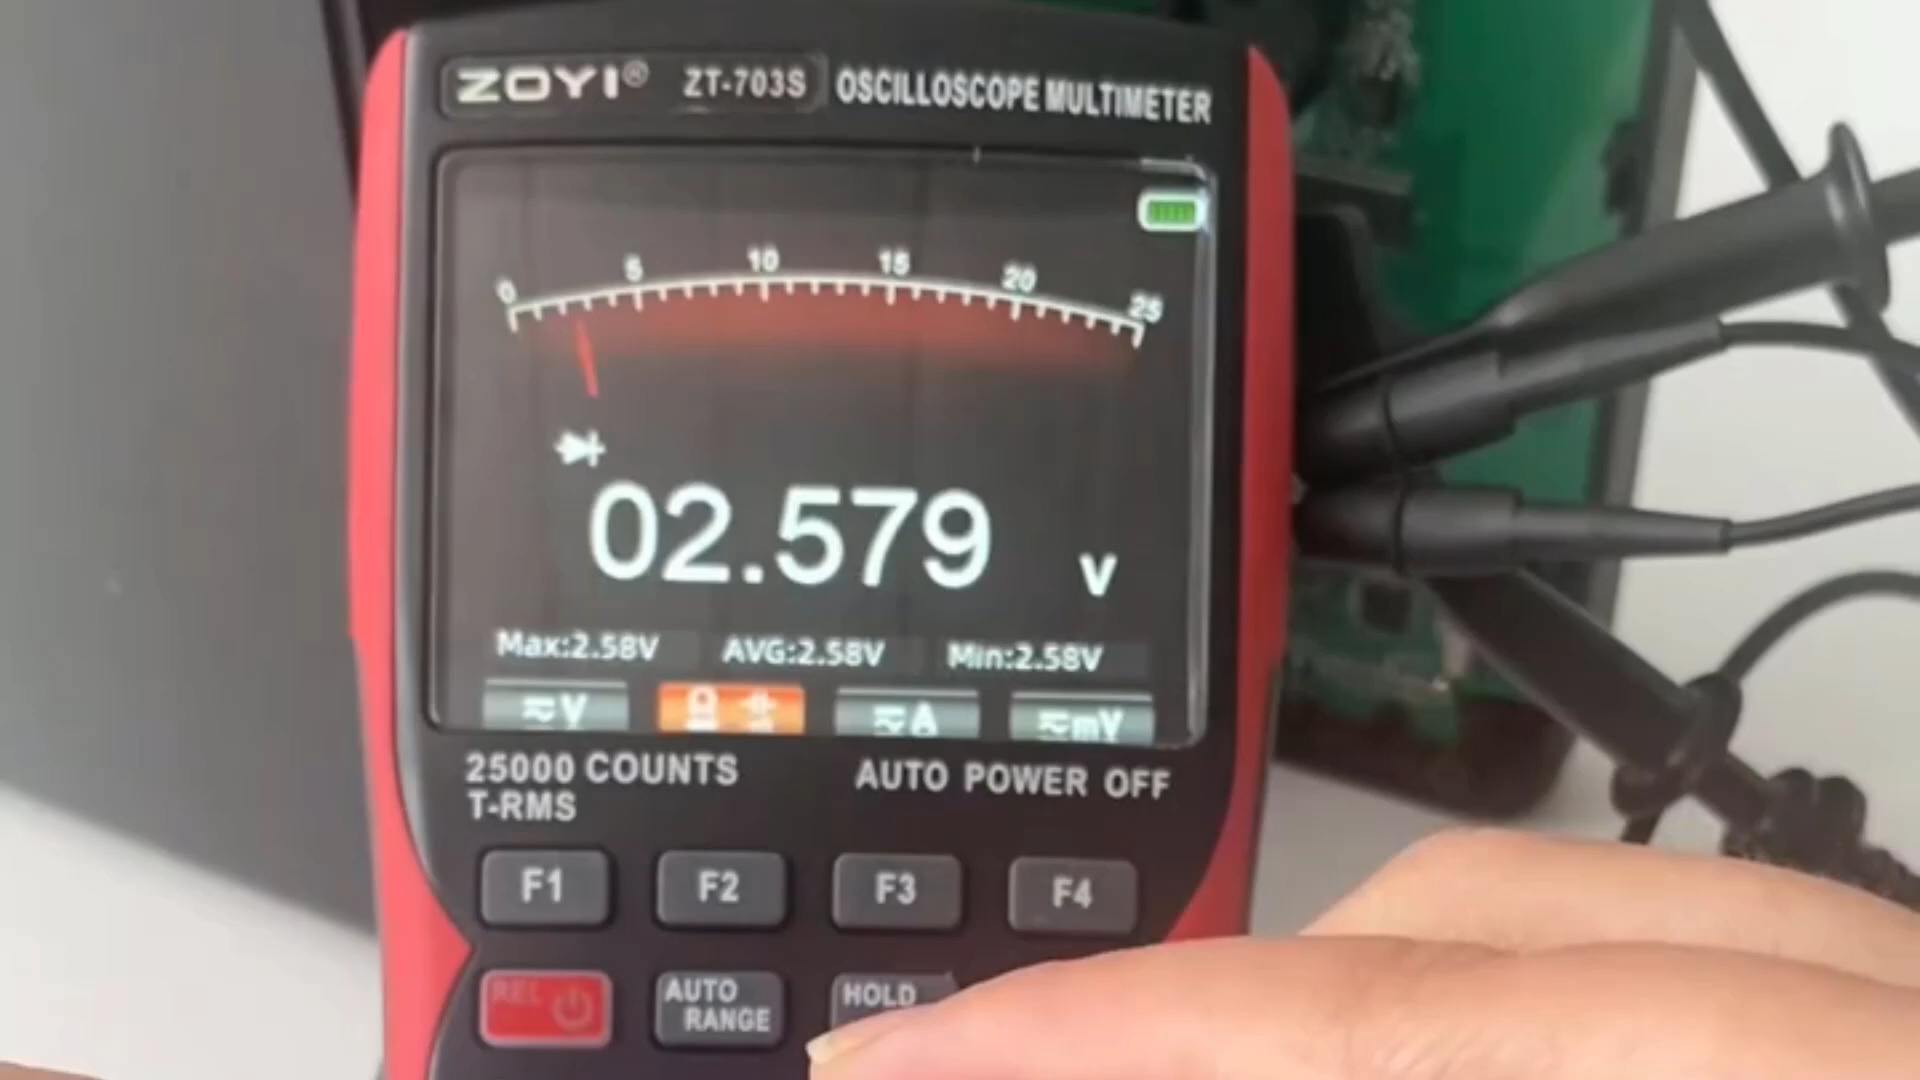 ZOYI® ZT-703S OSCILLOSCOPE MULTIMETER
0 5 10 15 20 25
02.579 V
Max:2.58V AVG:2.58V Min:2.58V
≂V Ω ≂A ≂mV
25000 COUNTS AUTO POWER OFF
T-RMS
F1 F2 F3 F4
REL AUTO RANGE HOLD